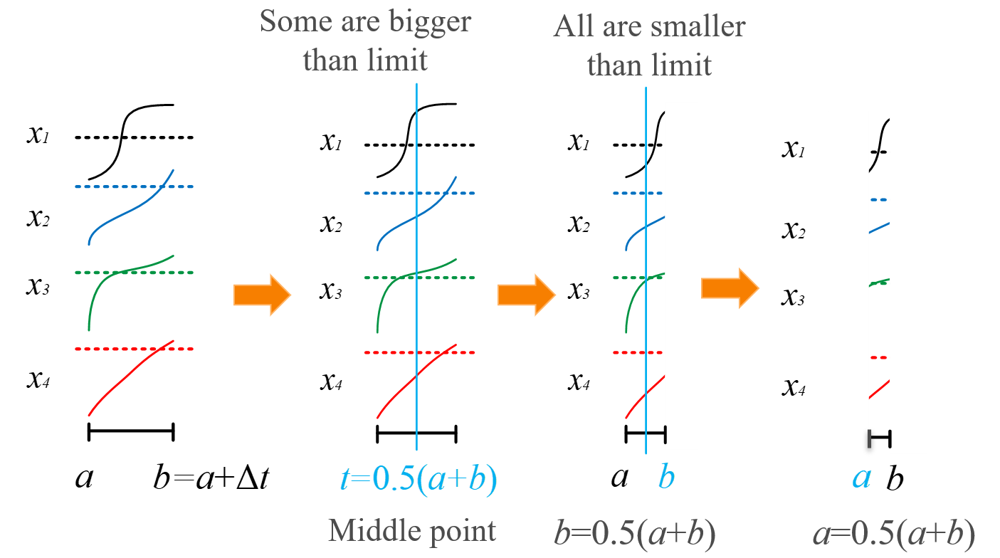 Some are bigger
than limit
All are smaller
than limit
x1
x1
x1
x1
x2
x2
x2
x2
x3
x3
x3
x3
x4
x4
x4
x4
a
b=a+Δt
t=0.5(a+b)
a
b
a
b
Middle point
b=0.5(a+b)
a=0.5(a+b)